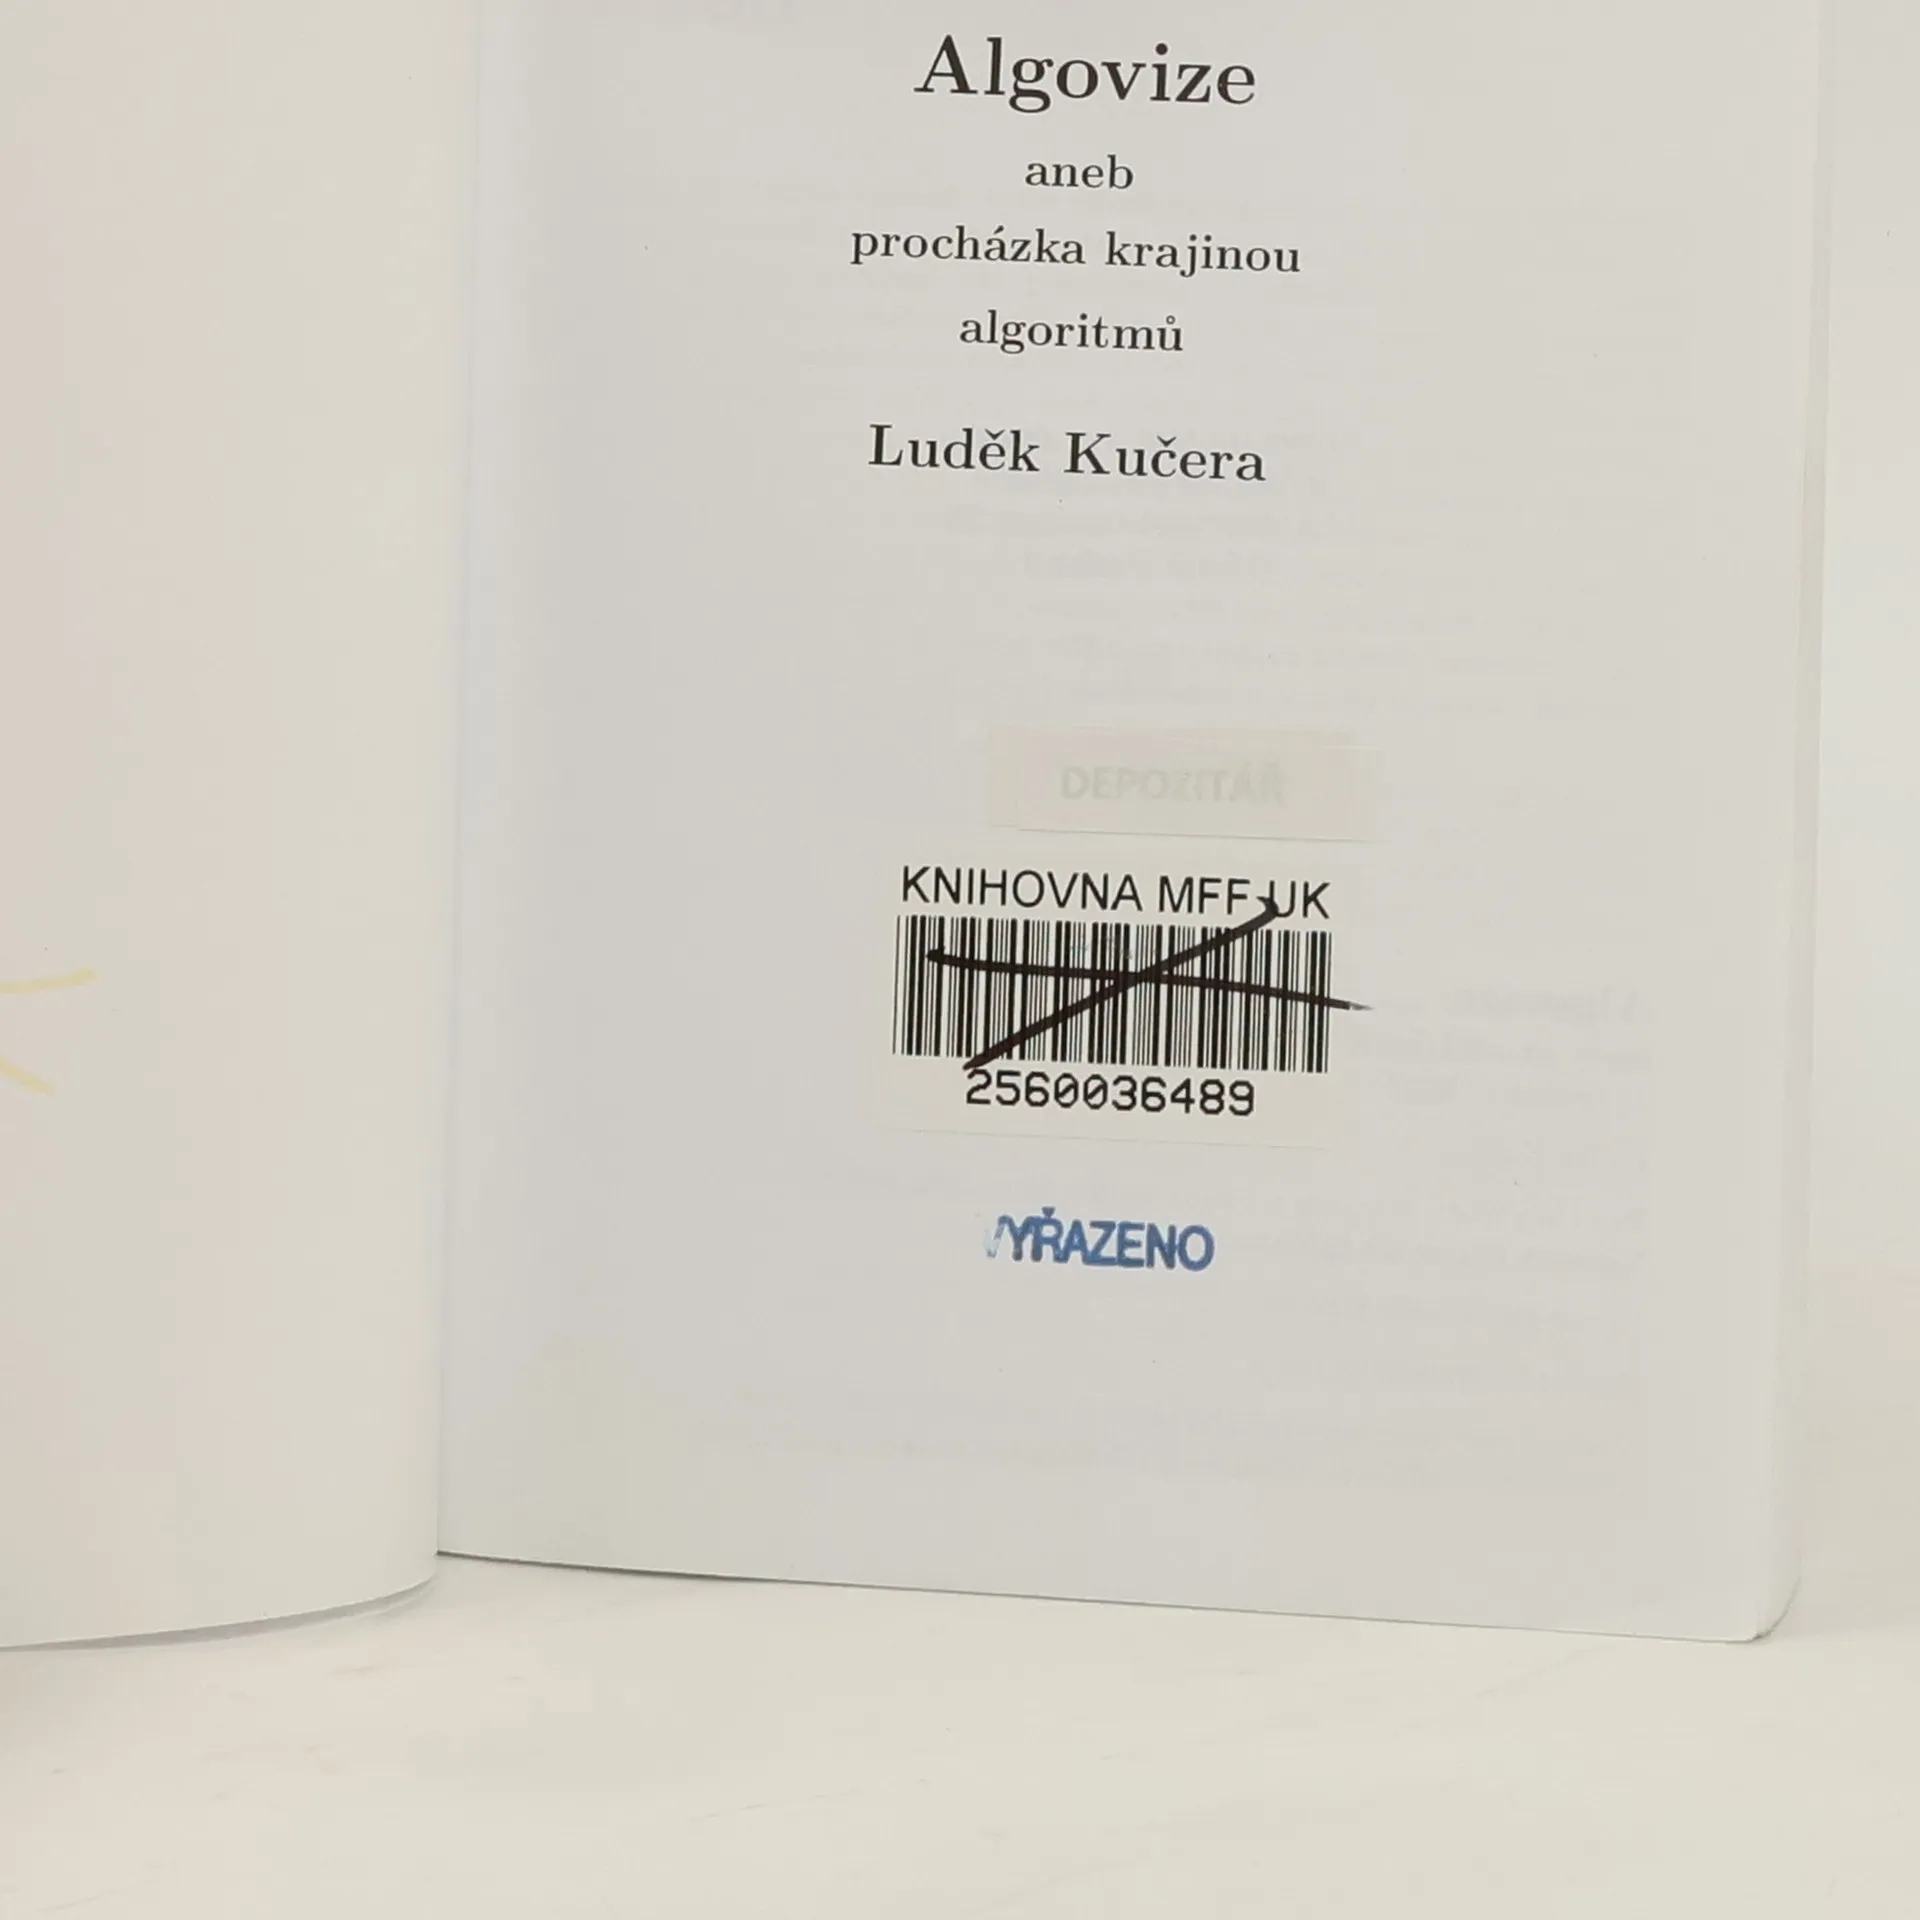 Algovize
aneb
procházka krajinou
algoritmů
Luděk Kučera
DEPOZITÁŘ
KNIHOVNA MFF UK
2560036489
VYŘAZENO